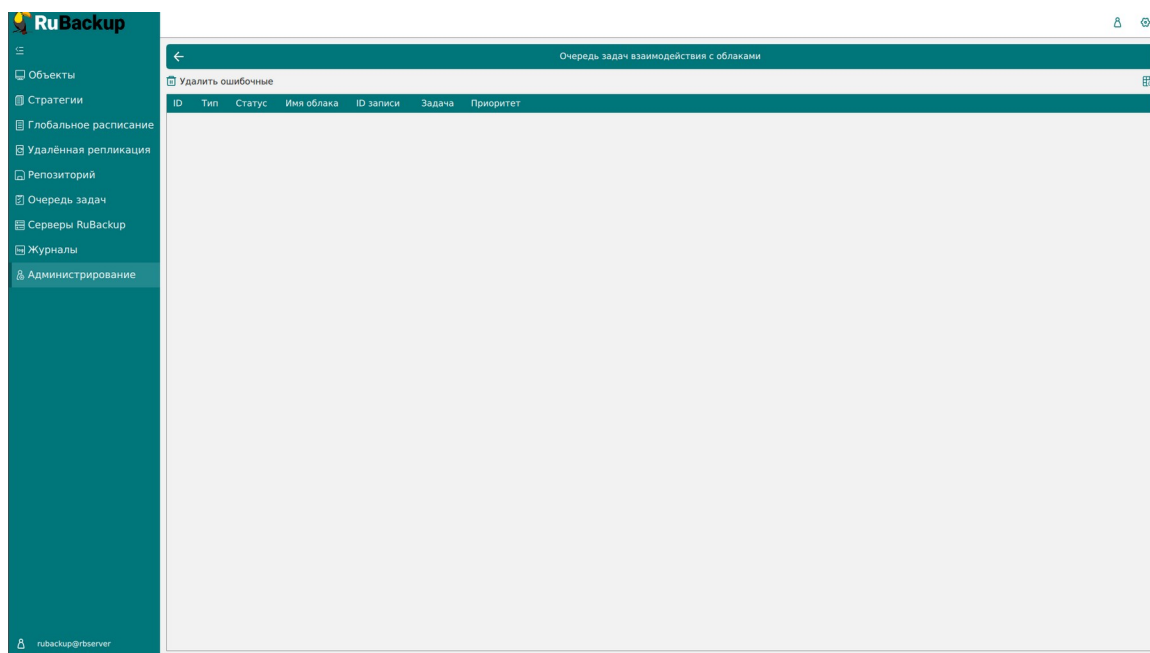 RuBackup
Очередь задач взаимодействия с облаками
Объекты
Стратегии
Глобальное расписание
Удалённая репликация
Репозиторий
Очередь задач
Серверы RuBackup
Журналы
Администрирование
rubackup@rbserver
Удалить ошибочные
ID Тип Статус Имя облака ID записи Задача Приоритет